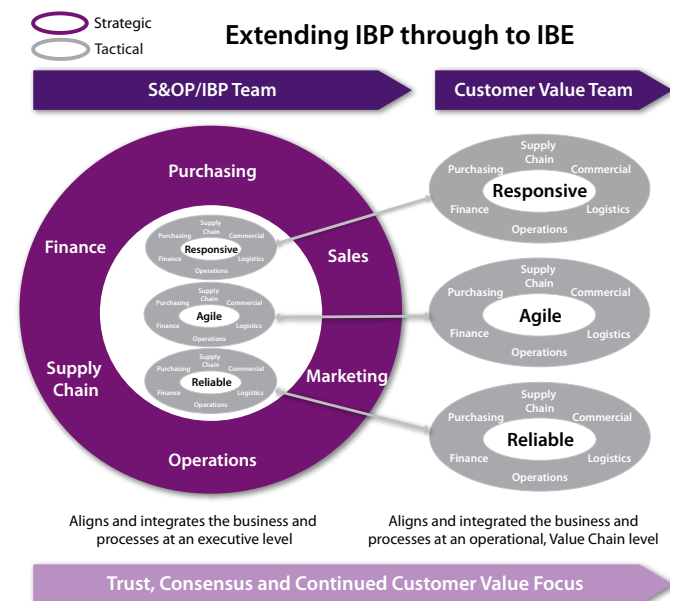 Strategic
Tactical
Extending IBP through to IBE
S&OP/IBP Team
Customer Value Team
Purchasing
Finance
Sales
Supply
Chain
Marketing
Operations
Supply
Chain
Purchasing
Commercial
Responsive
Finance
Logistics
Operations
Supply
Chain
Purchasing
Commercial
Agile
Finance
Logistics
Operations
Supply
Chain
Purchasing
Commercial
Reliable
Finance
Logistics
Operations
Supply
Chain
Purchasing
Commercial
Responsive
Finance
Logistics
Operations
Supply
Chain
Purchasing
Commercial
Agile
Finance
Logistics
Operations
Supply
Chain
Purchasing
Commercial
Reliable
Finance
Logistics
Operations
Aligns and integrates the business and
processes at an executive level
Aligns and integrated the business and
processes at an operational, Value Chain level
Trust, Consensus and Continued Customer Value Focus